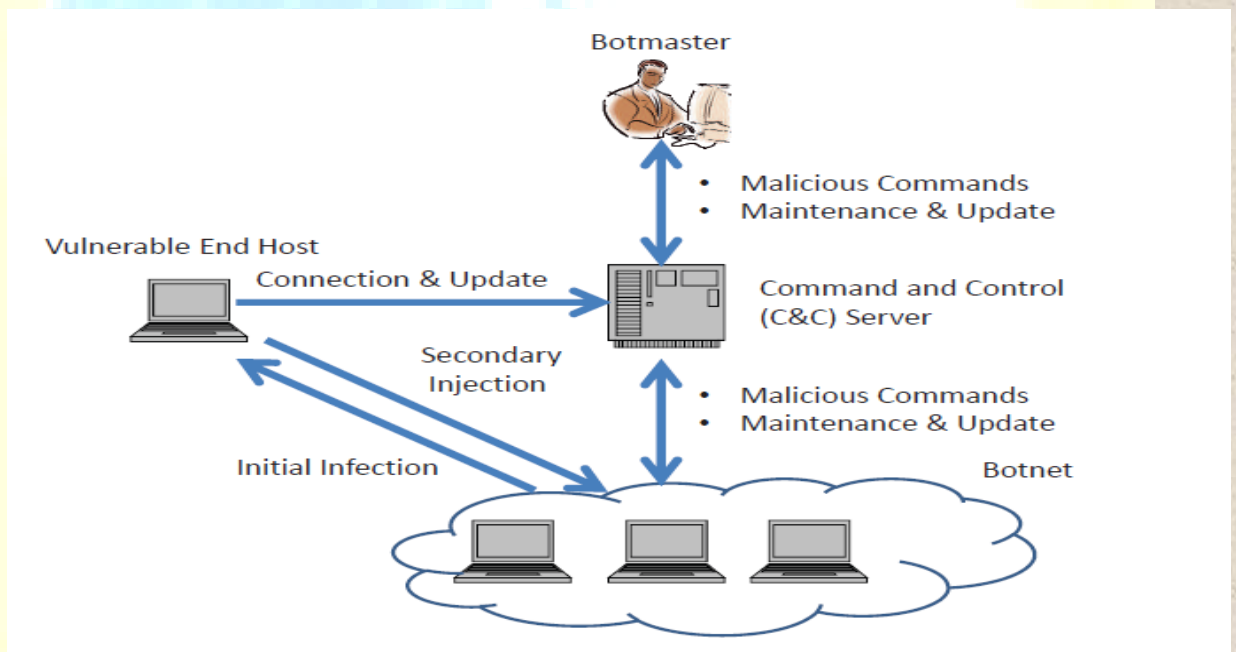 Botmaster
• Malicious Commands
• Maintenance & Update
Vulnerable End Host
Connection & Update
Command and Control
(C&C) Server
Secondary
Injection
• Malicious Commands
• Maintenance & Update
Initial Infection
Botnet